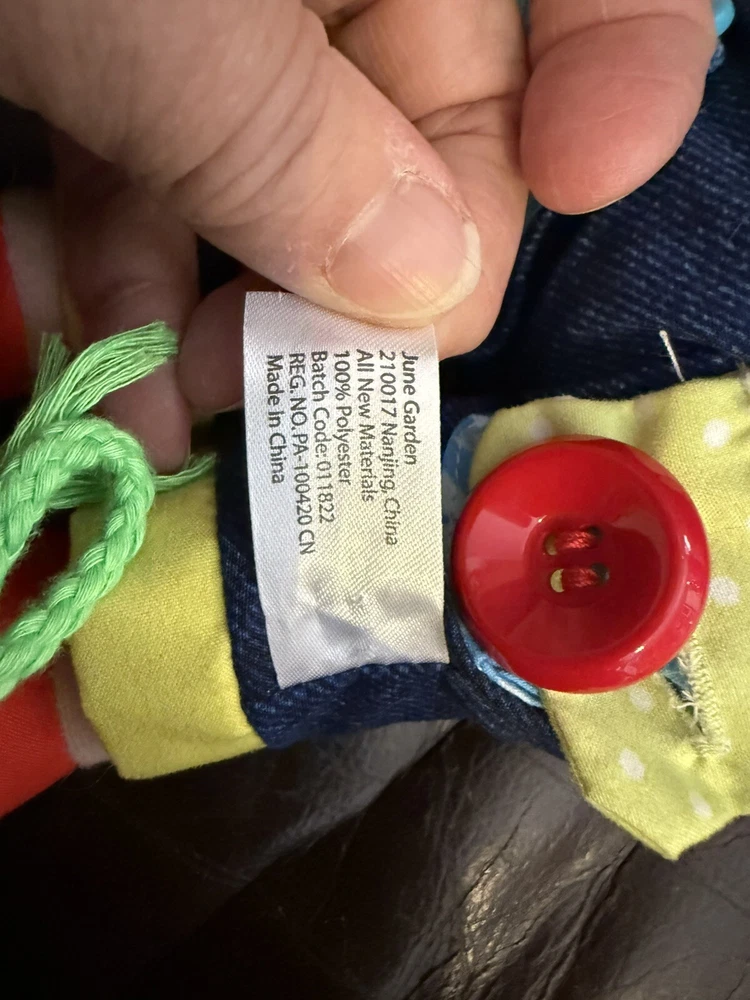 June Garden
210017 Nanjing, China
All New Materials
100% Polyester
Batch Code: 011822
REG. NO.PA-100420 CN
Made In China